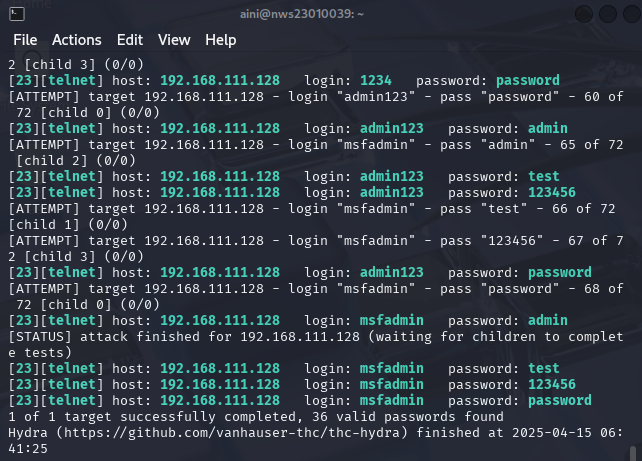 aini@nws23010039: ~
File Actions Edit View Help
2 [child 3] (0/0)
[23][telnet] host: 192.168.111.128   login: 1234   password: password
[ATTEMPT] target 192.168.111.128 - login "admin123" - pass "password" - 60 of
72 [child 0] (0/0)
[23][telnet] host: 192.168.111.128   login: admin123   password: admin
[ATTEMPT] target 192.168.111.128 - login "msfadmin" - pass "admin" - 65 of 72
[child 2] (0/0)
[23][telnet] host: 192.168.111.128   login: admin123   password: test
[23][telnet] host: 192.168.111.128   login: admin123   password: 123456
[ATTEMPT] target 192.168.111.128 - login "msfadmin" - pass "test" - 66 of 72
[child 1] (0/0)
[ATTEMPT] target 192.168.111.128 - login "msfadmin" - pass "123456" - 67 of 7
2 [child 3] (0/0)
[23][telnet] host: 192.168.111.128   login: admin123   password: password
[ATTEMPT] target 192.168.111.128 - login "msfadmin" - pass "password" - 68 of
72 [child 0] (0/0)
[23][telnet] host: 192.168.111.128   login: msfadmin   password: admin
[STATUS] attack finished for 192.168.111.128 (waiting for children to complet
e tests)
[23][telnet] host: 192.168.111.128   login: msfadmin   password: test
[23][telnet] host: 192.168.111.128   login: msfadmin   password: 123456
[23][telnet] host: 192.168.111.128   login: msfadmin   password: password
1 of 1 target successfully completed, 36 valid passwords found
Hydra (https://github.com/vanhauser-thc/thc-hydra) finished at 2025-04-15 06:
41:25